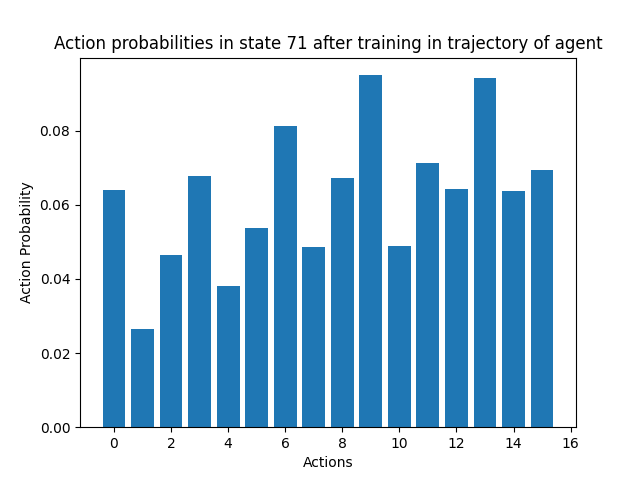 Action probabilities in state 71 after training in trajectory of agent
0.08
0.06
0.04
0.02
0.00
Action Probability
0 2 4 6 8 10 12 14 16
Actions